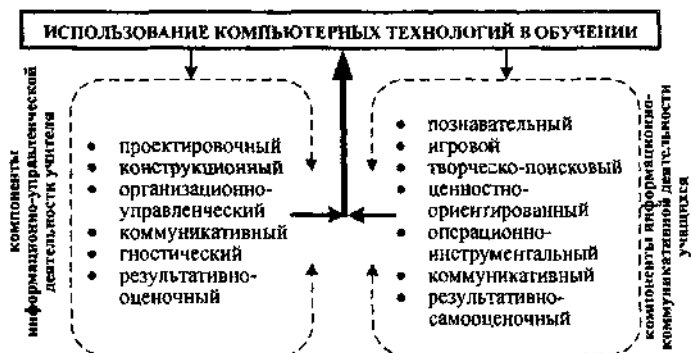 ИСПОЛЬЗОВАНИЕ КОМПЬЮТЕРНЫХ ТЕХНОЛОГИЙ В ОБУЧЕНИИ
компоненты
информационно-управленческой
деятельности учителя
• проектировочный
• конструкционный
• организационно-
управленческий
• коммуникативный
• гностический
• результативно-
оценочный
• познавательный
• игровой
• творческо-поисковый
• ценностно-
ориентированный
• операционно-
инструментальный
• коммуникативный
• результативно-
самооценочный
компоненты информационно-
коммуникативной деятельности
учащихся